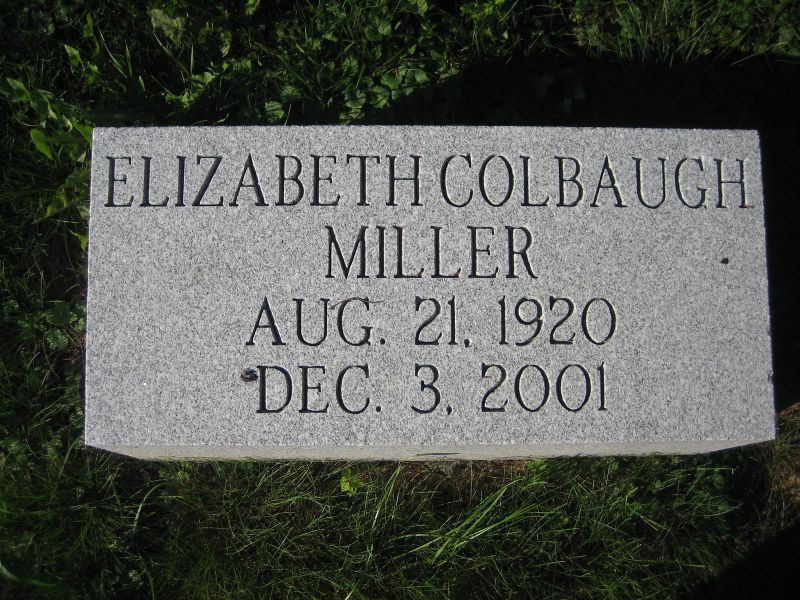 ELIZABETH COLBAUGH
MILLER
AUG. 21, 1920
DEC. 3, 2001